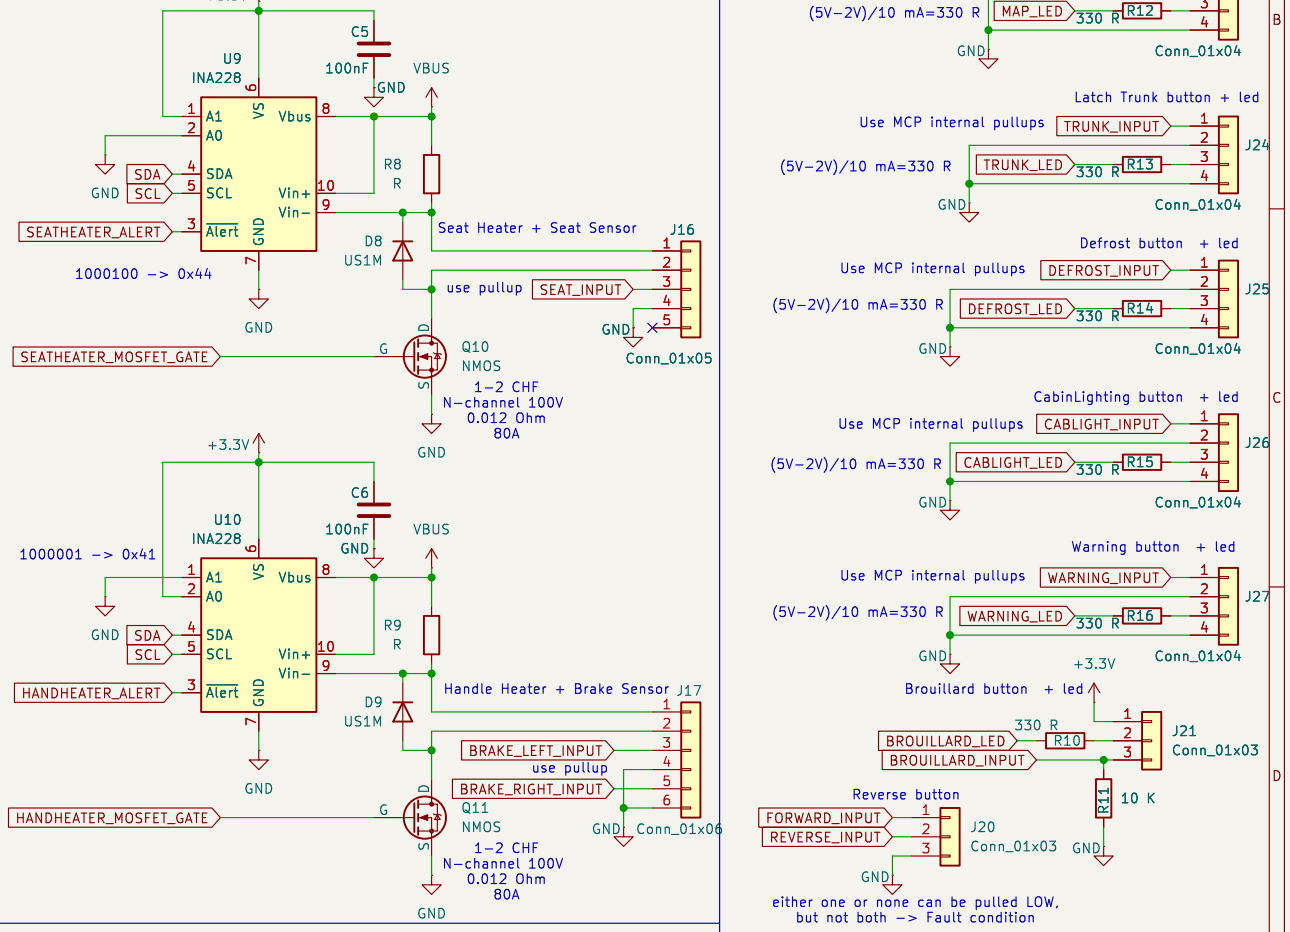 C5
100nF
GND
U9
INA228
6
VS
1
A1
2
A0
GND
SDA
4
SDA
SCL
5
SCL
SEATHEATER_ALERT
3
Alert
GND
7
GND
Vbus
8
Vin+
10
Vin-
9
VBUS
R8
R
D8
US1M
1000100 -> 0x44
Seat Heater + Seat Sensor
J16
1
2
use pullup
SEAT_INPUT
3
4
GND
5
Conn_01x05
SEATHEATER_MOSFET_GATE
G
D
S
Q10
NMOS
1-2 CHF
N-channel 100V
0.012 Ohm
80A
GND
+3.3V
C6
100nF
GND
U10
INA228
6
VS
1000001 -> 0x41
1
A1
2
A0
GND
SDA
4
SDA
SCL
5
SCL
HANDHEATER_ALERT
3
Alert
GND
7
GND
Vbus
8
Vin+
10
Vin-
9
VBUS
R9
R
D9
US1M
Handle Heater + Brake Sensor
J17
1
2
BRAKE_LEFT_INPUT
3
use pullup
4
BRAKE_RIGHT_INPUT
5
6
GND
Conn_01x06
HANDHEATER_MOSFET_GATE
G
D
S
Q11
NMOS
1-2 CHF
N-channel 100V
0.012 Ohm
80A
GND
(5V-2V)/10 mA=330 R
MAP_LED
330 R
R12
3
4
GND
Conn_01x04
B
Latch Trunk button + led
Use MCP internal pullups
TRUNK_INPUT
1
2
J24
(5V-2V)/10 mA=330 R
TRUNK_LED
330 R
R13
3
4
GND
Conn_01x04
Defrost button + led
Use MCP internal pullups
DEFROST_INPUT
1
2
J25
(5V-2V)/10 mA=330 R
DEFROST_LED
330 R
R14
3
4
GND
Conn_01x04
CabinLighting button + led
C
Use MCP internal pullups
CABLIGHT_INPUT
1
2
J26
(5V-2V)/10 mA=330 R
CABLIGHT_LED
330 R
R15
3
4
GND
Conn_01x04
Warning button + led
Use MCP internal pullups
WARNING_INPUT
1
2
J27
(5V-2V)/10 mA=330 R
WARNING_LED
330 R
R16
3
4
GND
Conn_01x04
+3.3V
Brouillard button + led
1
330 R
BROUILLARD_LED
R10
2
BROUILLARD_INPUT
3
J21
Conn_01x03
R11
10 K
GND
D
Reverse button
FORWARD_INPUT
1
REVERSE_INPUT
2
3
J20
Conn_01x03
GND
either one or none can be pulled LOW,
but not both -> Fault condition